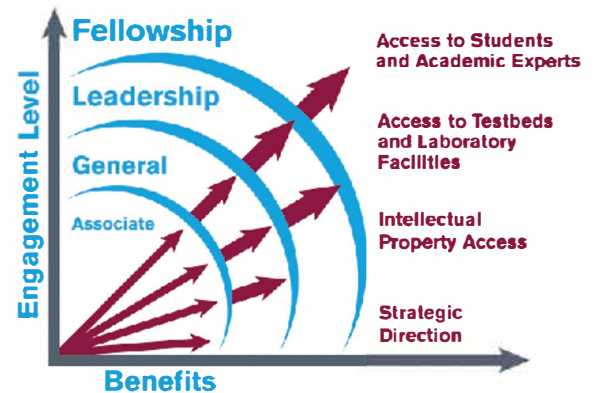 Fellowship
Leadership
General
Associate
Engagement Level
Benefits
Access to Students
and Academic Experts
Access to Testbeds
and Laboratory
Facilities
Intellectual
Property Access
Strategic
Direction